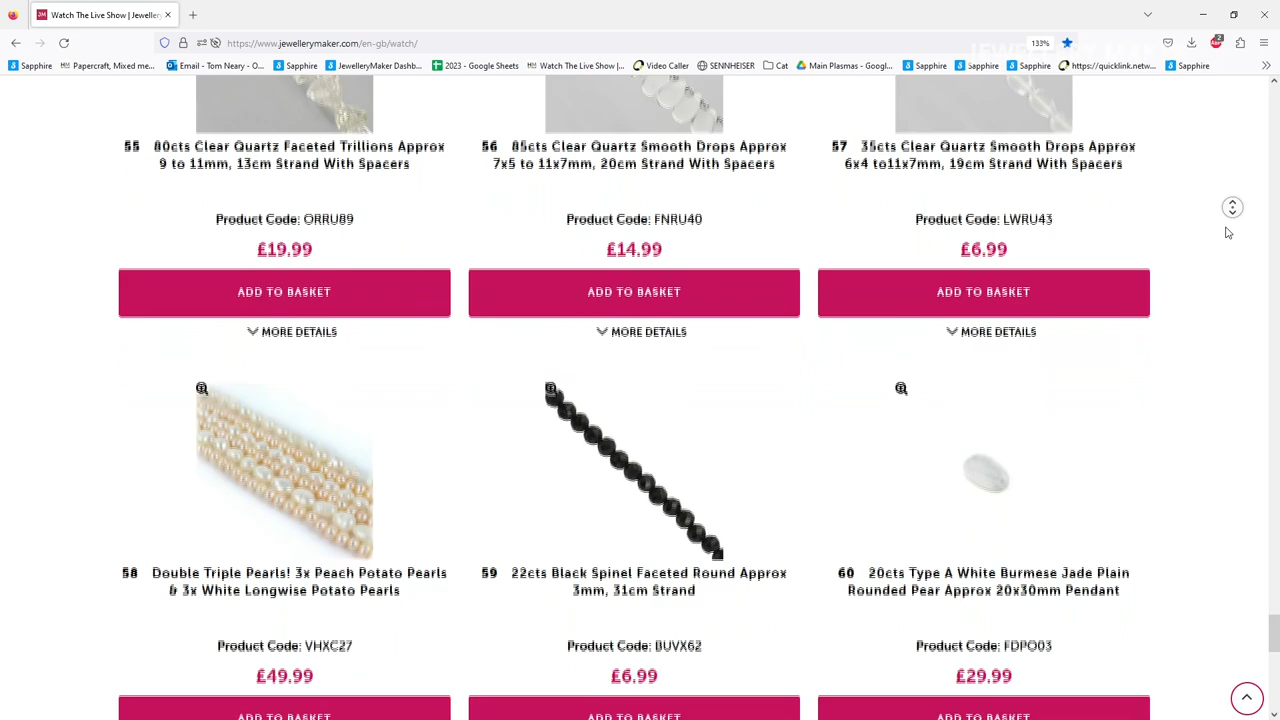 Watch The Live Show | Jeweller
https://www.jewellerymaker.com/en-gb/watch/
133%
2
Sapphire
Papercraft, Mixed me...
Email - Tom Neary - O...
Sapphire
JewelleryMaker Dashb...
2023 - Google Sheets
Watch The Live Show |...
Video Caller
SENNHEISER
Cat
Main Plasmas - Googl...
Sapphire
Sapphire
https://quicklink.netw...
Sapphire
55 80cts Clear Quartz Faceted Trillions Approx
9 to 11mm, 13cm Strand With Spacers
Product Code: ORRU89
£19.99
ADD TO BASKET
MORE DETAILS
56 85cts Clear Quartz Smooth Drops Approx
7x5 to 11x7mm, 20cm Strand With Spacers
Product Code: FNRU40
£14.99
ADD TO BASKET
MORE DETAILS
57 35cts Clear Quartz Smooth Drops Approx
6x4 to11x7mm, 19cm Strand With Spacers
Product Code: LWRU43
£6.99
ADD TO BASKET
MORE DETAILS
58 Double Triple Pearls! 3x Peach Potato Pearls
& 3x White Longwise Potato Pearls
Product Code: VHXC27
£49.99
ADD TO BASKET
59 22cts Black Spinel Faceted Round Approx
3mm, 31cm Strand
Product Code: BUVX62
£6.99
ADD TO BASKET
60 20cts Type A White Burmese Jade Plain
Rounded Pear Approx 20x30mm Pendant
Product Code: FDPO03
£29.99
ADD TO BASKET